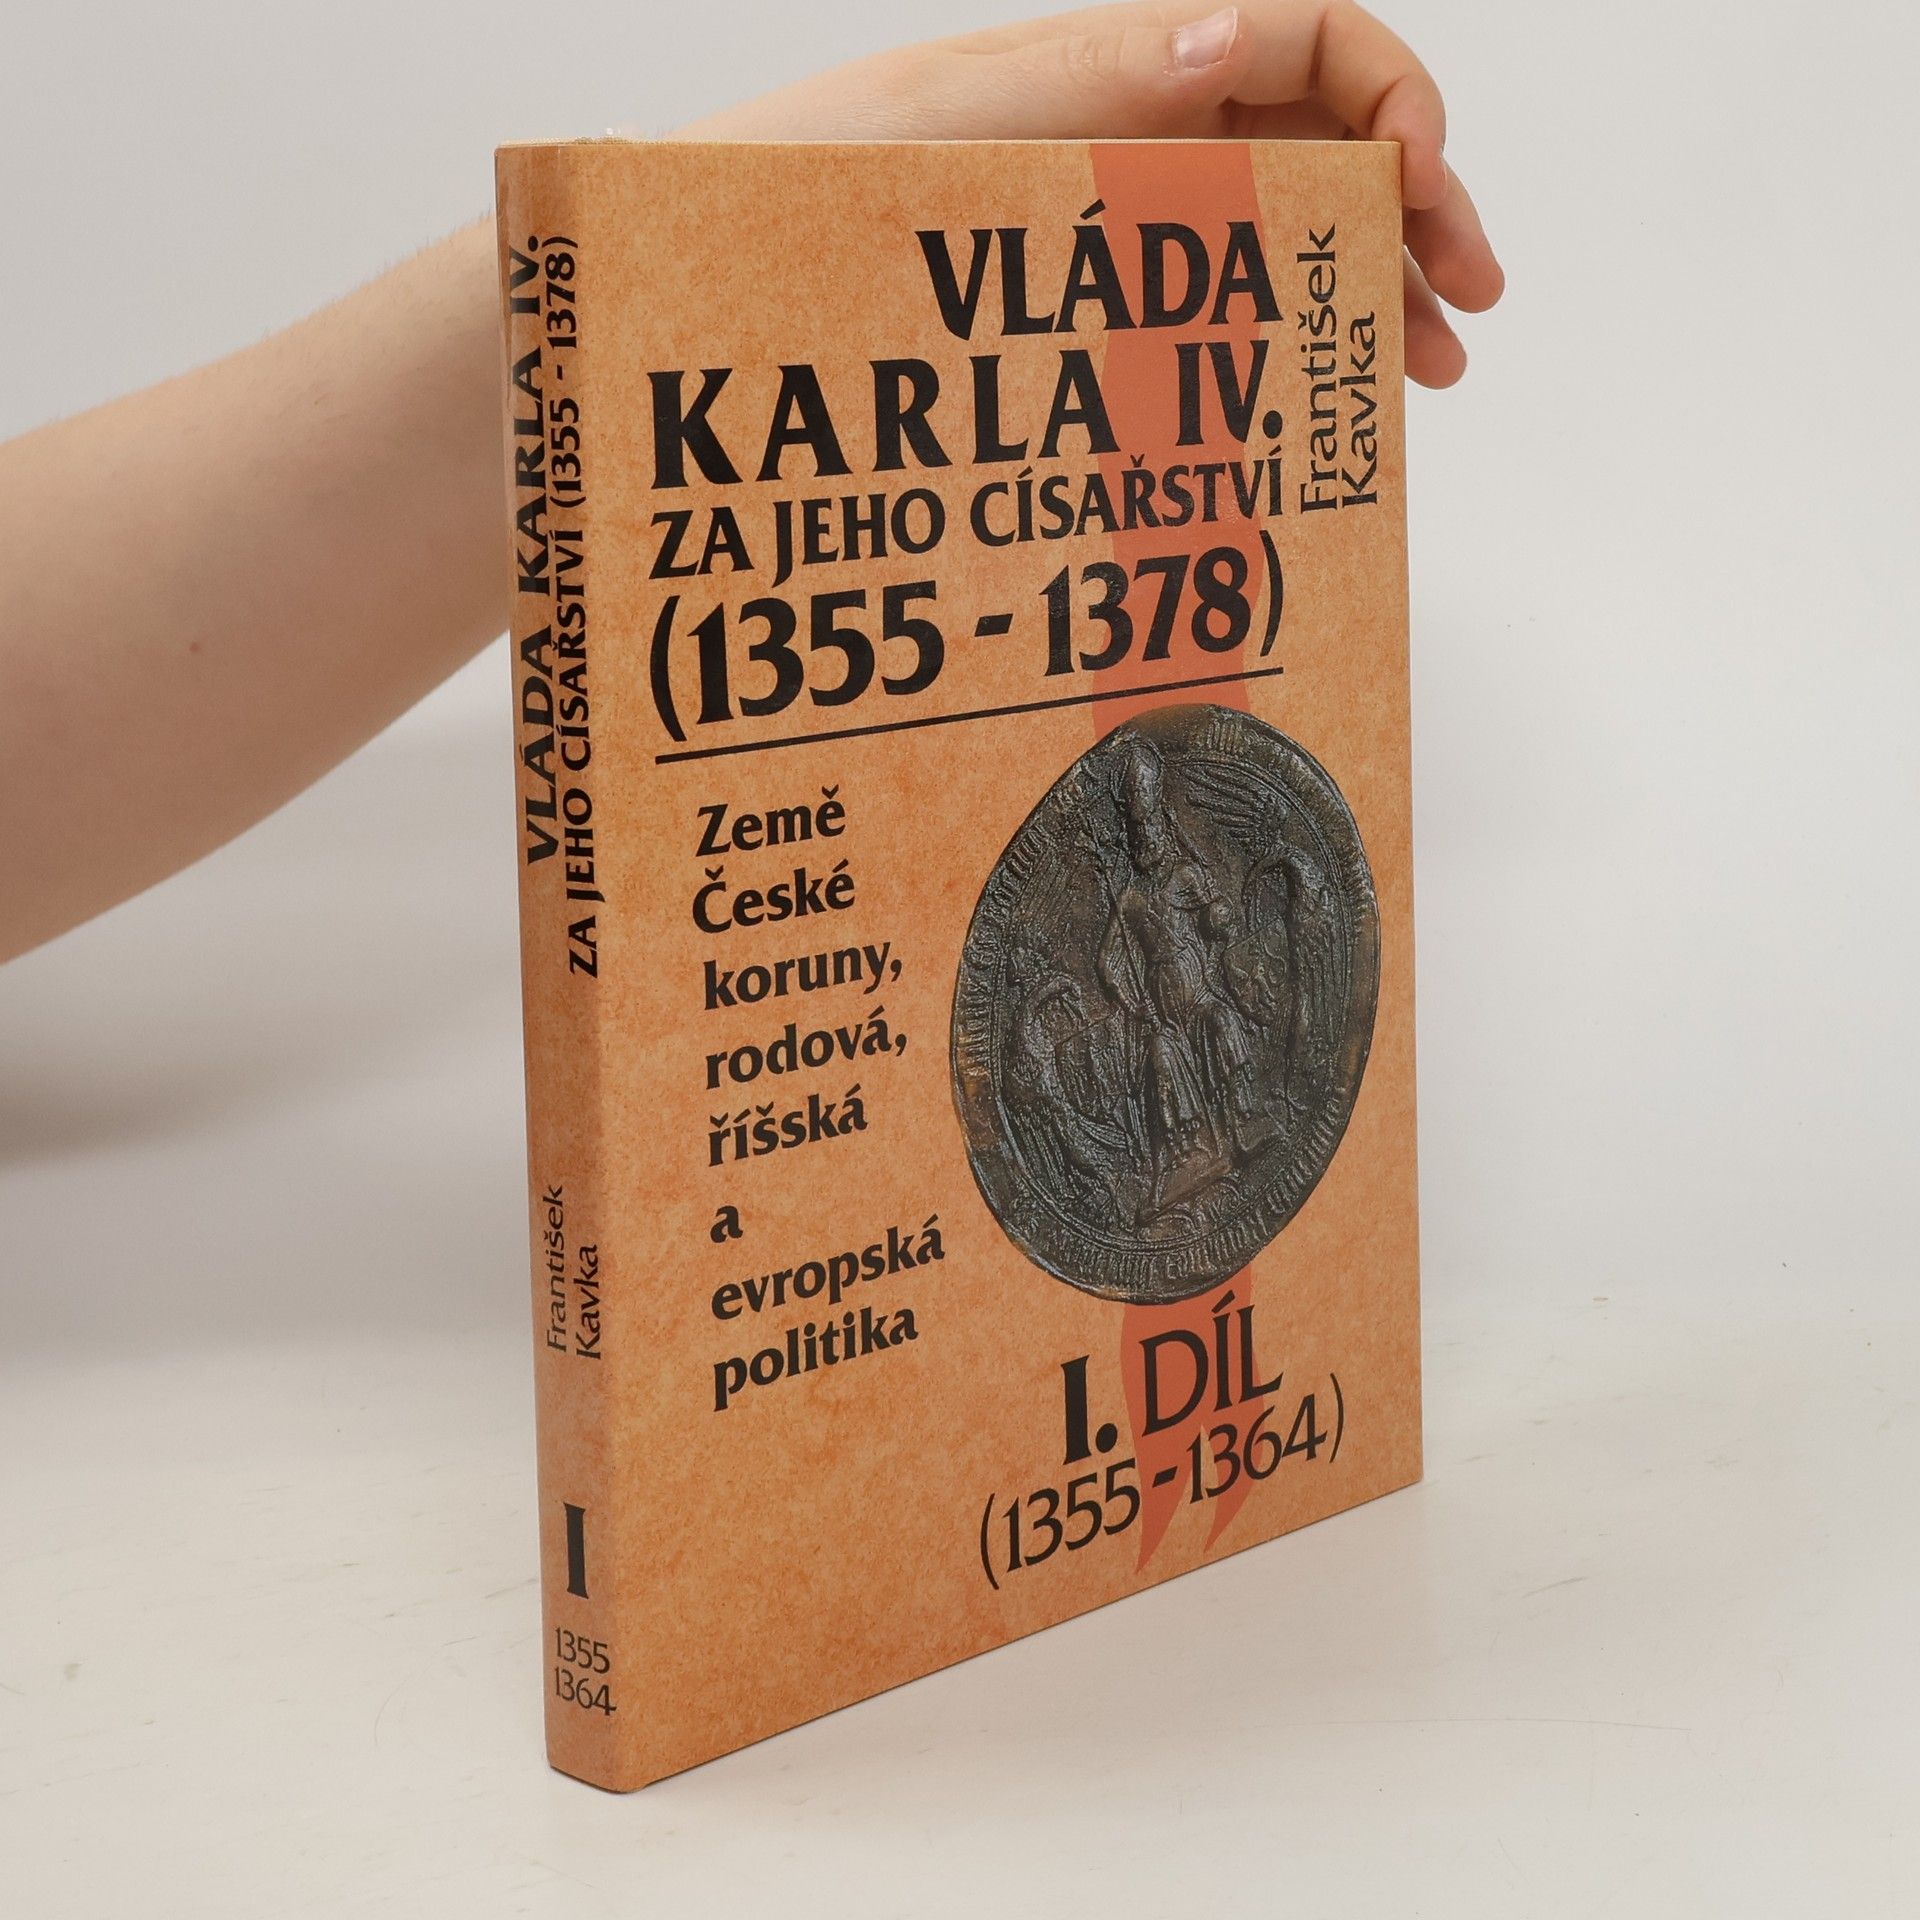 VLÁDA
KARLA IV.
ZA JEHO CÍSAŘSTVÍ
(1355 - 1378)
František
Kavka
Země
České
koruny,
rodová,
říšská
a
evropská
politika
I. DÍL
(1355-1364)
VLÁDA KARLA IV.
ZA JEHO CÍSAŘSTVÍ (1355 - 1378)
František
Kavka
I
1355
1364